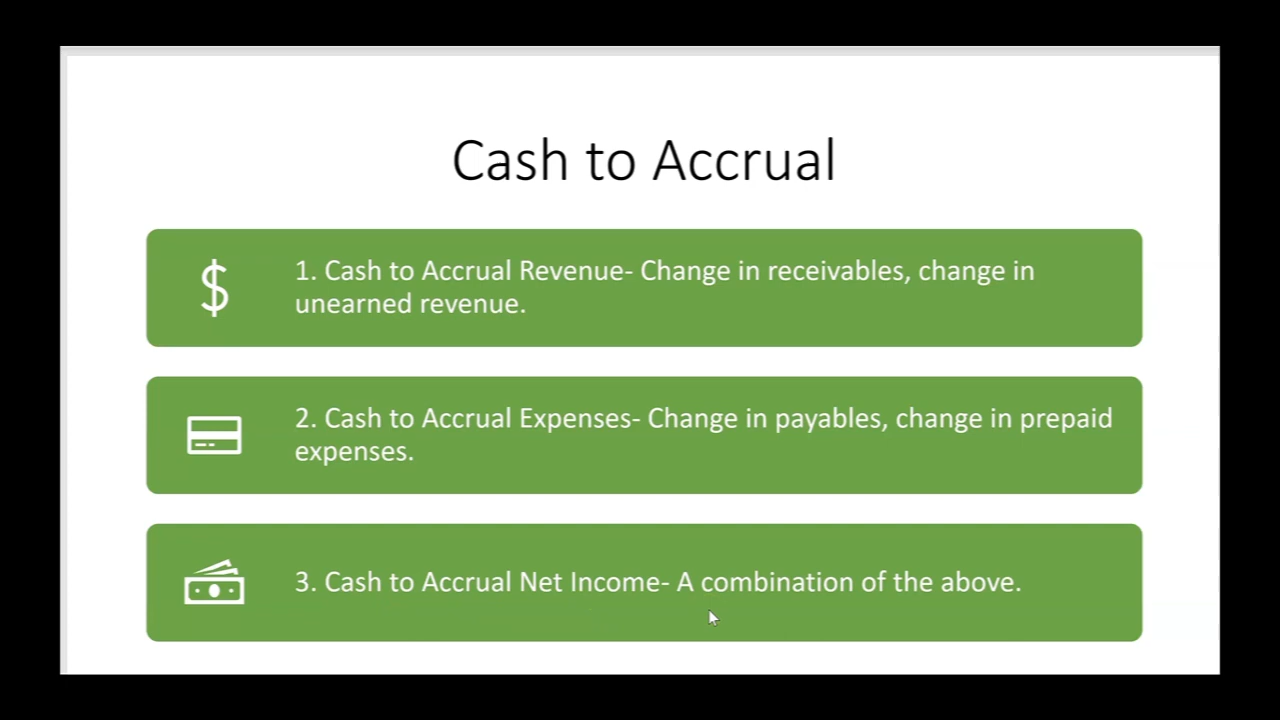 Cash to Accrual
1. Cash to Accrual Revenue- Change in receivables, change in
unearned revenue.
2. Cash to Accrual Expenses- Change in payables, change in prepaid
expenses.
3. Cash to Accrual Net Income- A combination of the above.